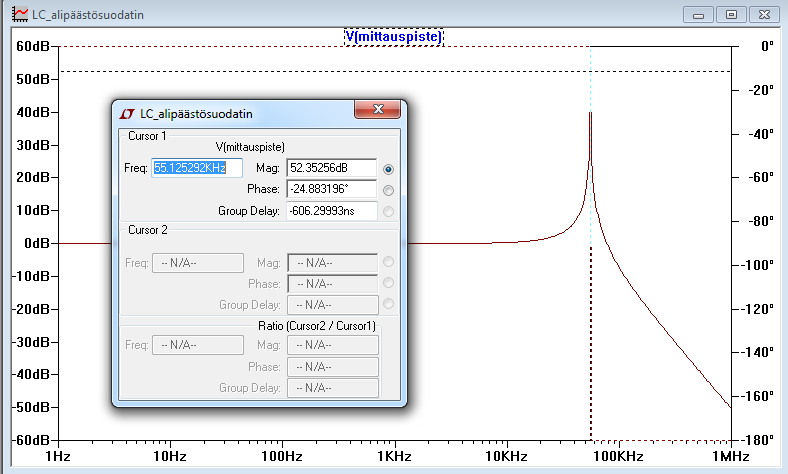 LC_alipäästösuodatin
V(mittauspiste)
60dB
50dB
40dB
30dB
20dB
10dB
0dB
-10dB
-20dB
-30dB
-40dB
-50dB
-60dB
LC_alipäästösuodatin
Cursor 1
V(mittauspiste)
Freq: 55.125292KHz Mag: 52.35256dB
Phase: -24.883196°
Group Delay: -606.29993ns
Cursor 2
Freq: -- N/A-- Mag: -- N/A--
Phase: -- N/A--
Group Delay: -- N/A--
Ratio (Cursor2 / Cursor1)
Freq: -- N/A-- Mag: -- N/A--
Phase: -- N/A--
Group Delay: -- N/A--
0°
-20°
-40°
-60°
-80°
-100°
-120°
-140°
-160°
-180°
1Hz 10Hz 100Hz 1KHz 10KHz 100KHz 1MHz